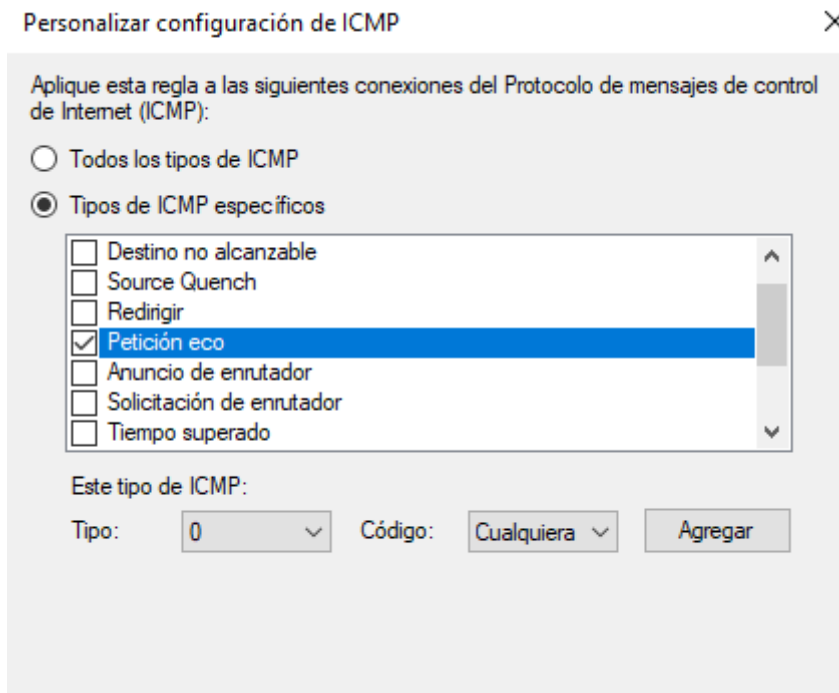 Personalizar configuración de ICMP
Aplique esta regla a las siguientes conexiones del Protocolo de mensajes de control
de Internet (ICMP):
Todos los tipos de ICMP
Tipos de ICMP específicos
Destino no alcanzable
Source Quench
Redirigir
Petición eco
Anuncio de enrutador
Solicitación de enrutador
Tiempo superado
Este tipo de ICMP:
Tipo: 0 Código: Cualquiera Agregar